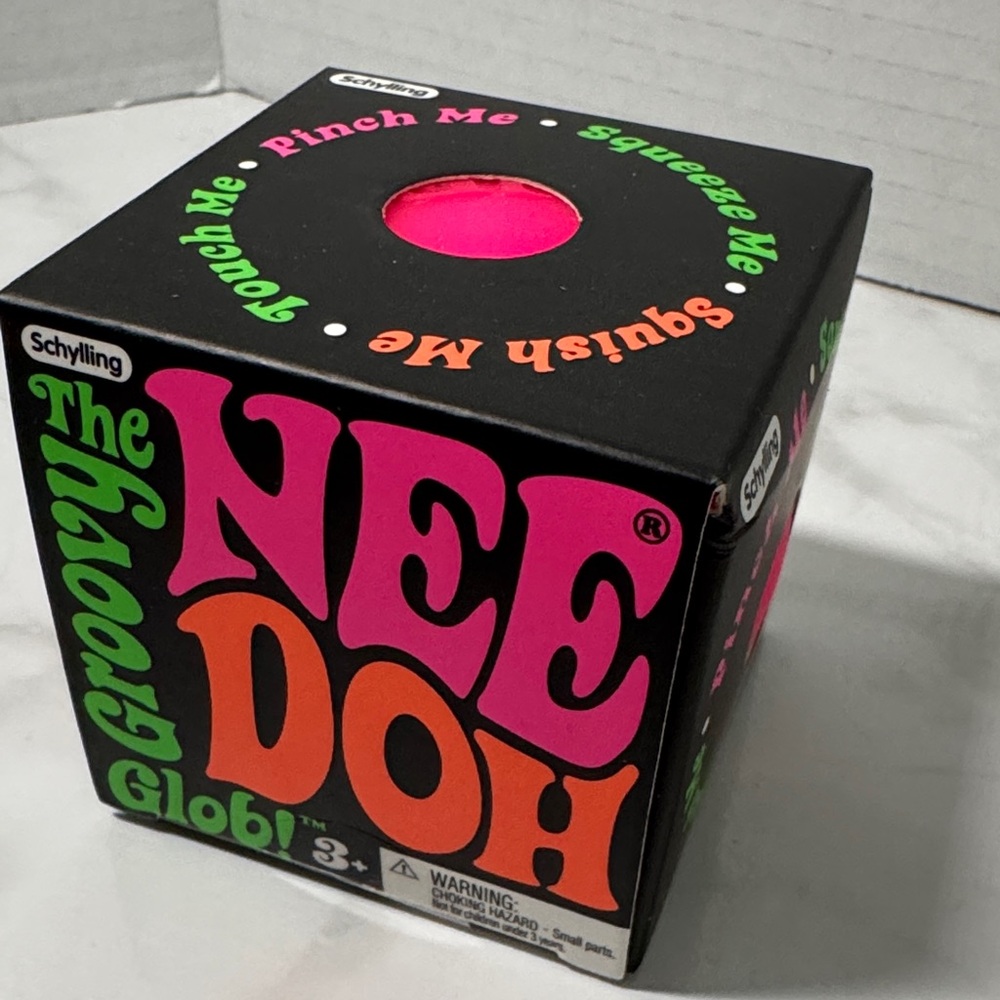 Schylling
Pinch Me • Squeeze Me • Squish Me • Touch Me •
Schylling
The
Groovy
Glob!™
NEE®
DOH
3+
WARNING:
CHOKING HAZARD - Small parts.
Not for children under 3 years.
Schylling